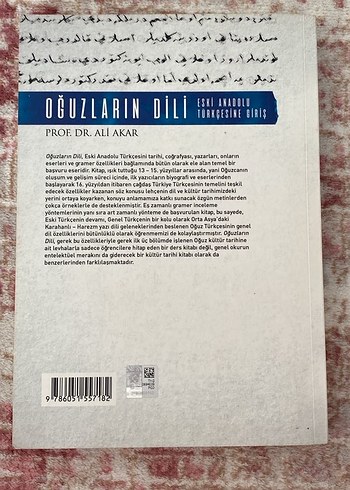 OĞUZLARIN DİLİ
ESKİ ANADOLU
TÜRKÇESİNE GİRİŞ
PROF. DR. ALİ AKAR
Oğuzların Dili, Eski Anadolu Türkçesini tarihi, coğrafyası, yazarları, onların
eserleri ve gramer özellikleri bağlamında bütün olarak ele alan temel bir
başvuru eseridir. Kitap, ışık tuttuğu 13 – 15. yüzyıllar arasında, yani Oğuzcanın
oluşum ve gelişim süreci içinde, ilk yazıcıların biyografi ve eserlerinden
başlayarak 16. yüzyıldan itibaren çağdaş Türkiye Türkçesinin temelini teşkil
edecek özellikler kazanan söz konusu lehçenin dil ve kültür tarihimizdeki
yerini ortaya koyarken, konuyu anlamamıza katkı sunacak özgün metinlerden
çokça örneklerle de desteklenmiştir. Eş zamanlı gramer inceleme
yöntemlerinin yanı sıra art zamanlı yönteme de başvurulan kitap, bu sayede,
Eski Türkçenin devamı, Genel Türkçenin bir kolu olarak Orta Asya'daki
Karahanlı – Harezm yazı dili geleneklerinden beslenen Oğuz Türkçesinin genel
dil özelliklerini bütünlüklü olarak öğrenmemizi de kolaylaştırmıştır. Oğuzların
Dili, gerek bu özellikleriyle gerek ilk üç bölümde işlenen Oğuz kültür tarihine
ait levhalarla sadece öğrencilere hitap eden bir ders kitabı değil, genel okurun
entelektüel merakını da giderecek bir kültür tarihi kitabı olarak da
benzerlerinden farklılaşmaktadır.
9 786051 557182